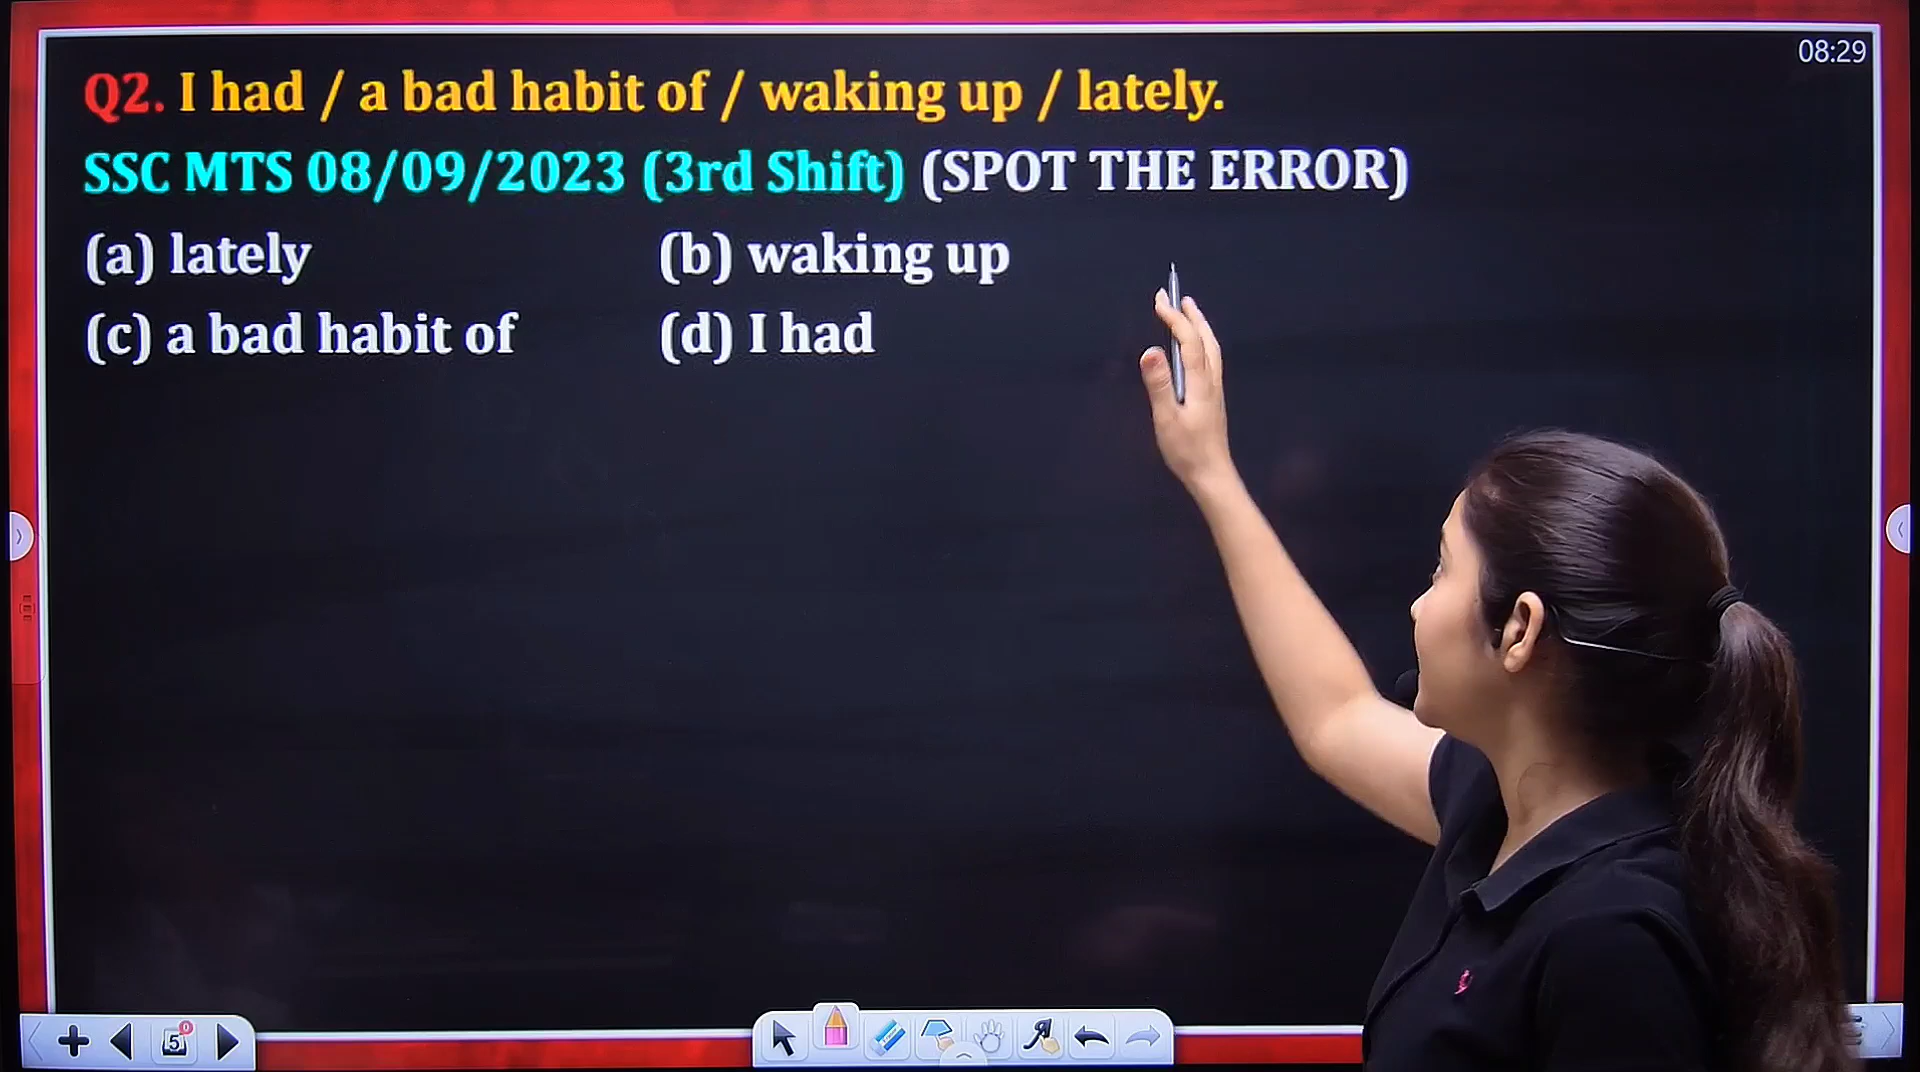 08:29
Q2. I had / a bad habit of / waking up / lately.
SSC MTS 08/09/2023 (3rd Shift) (SPOT THE ERROR)
(a) lately (b) waking up
(c) a bad habit of (d) I had
5 0